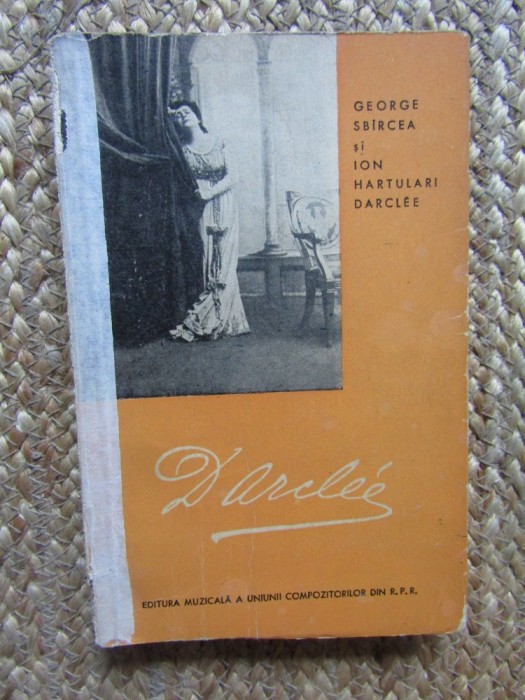 GEORGE
SBÎRCEA
și
ION
HARTULARI
DARCLÉE
Darclée
EDITURA MUZICALĂ A UNIUNII COMPOZITORILOR DIN R.P.R.